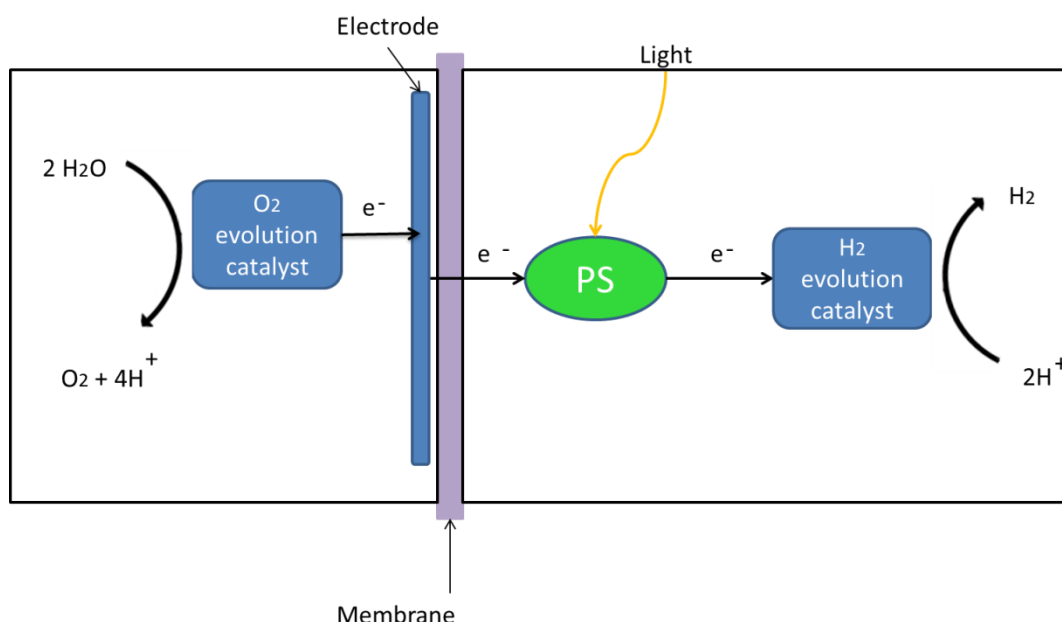 Electrode
Light
2 H2O
O2
evolution
catalyst
e-
e -
PS
e-
H2
evolution
catalyst
H2
O2 + 4H+
2H+
Membrane